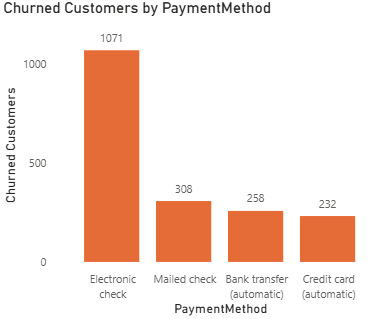 Churned Customers by PaymentMethod
1071
1000
308
258
232
500
0
Churned Customers
Electronic check
Mailed check
Bank transfer (automatic)
Credit card (automatic)
PaymentMethod